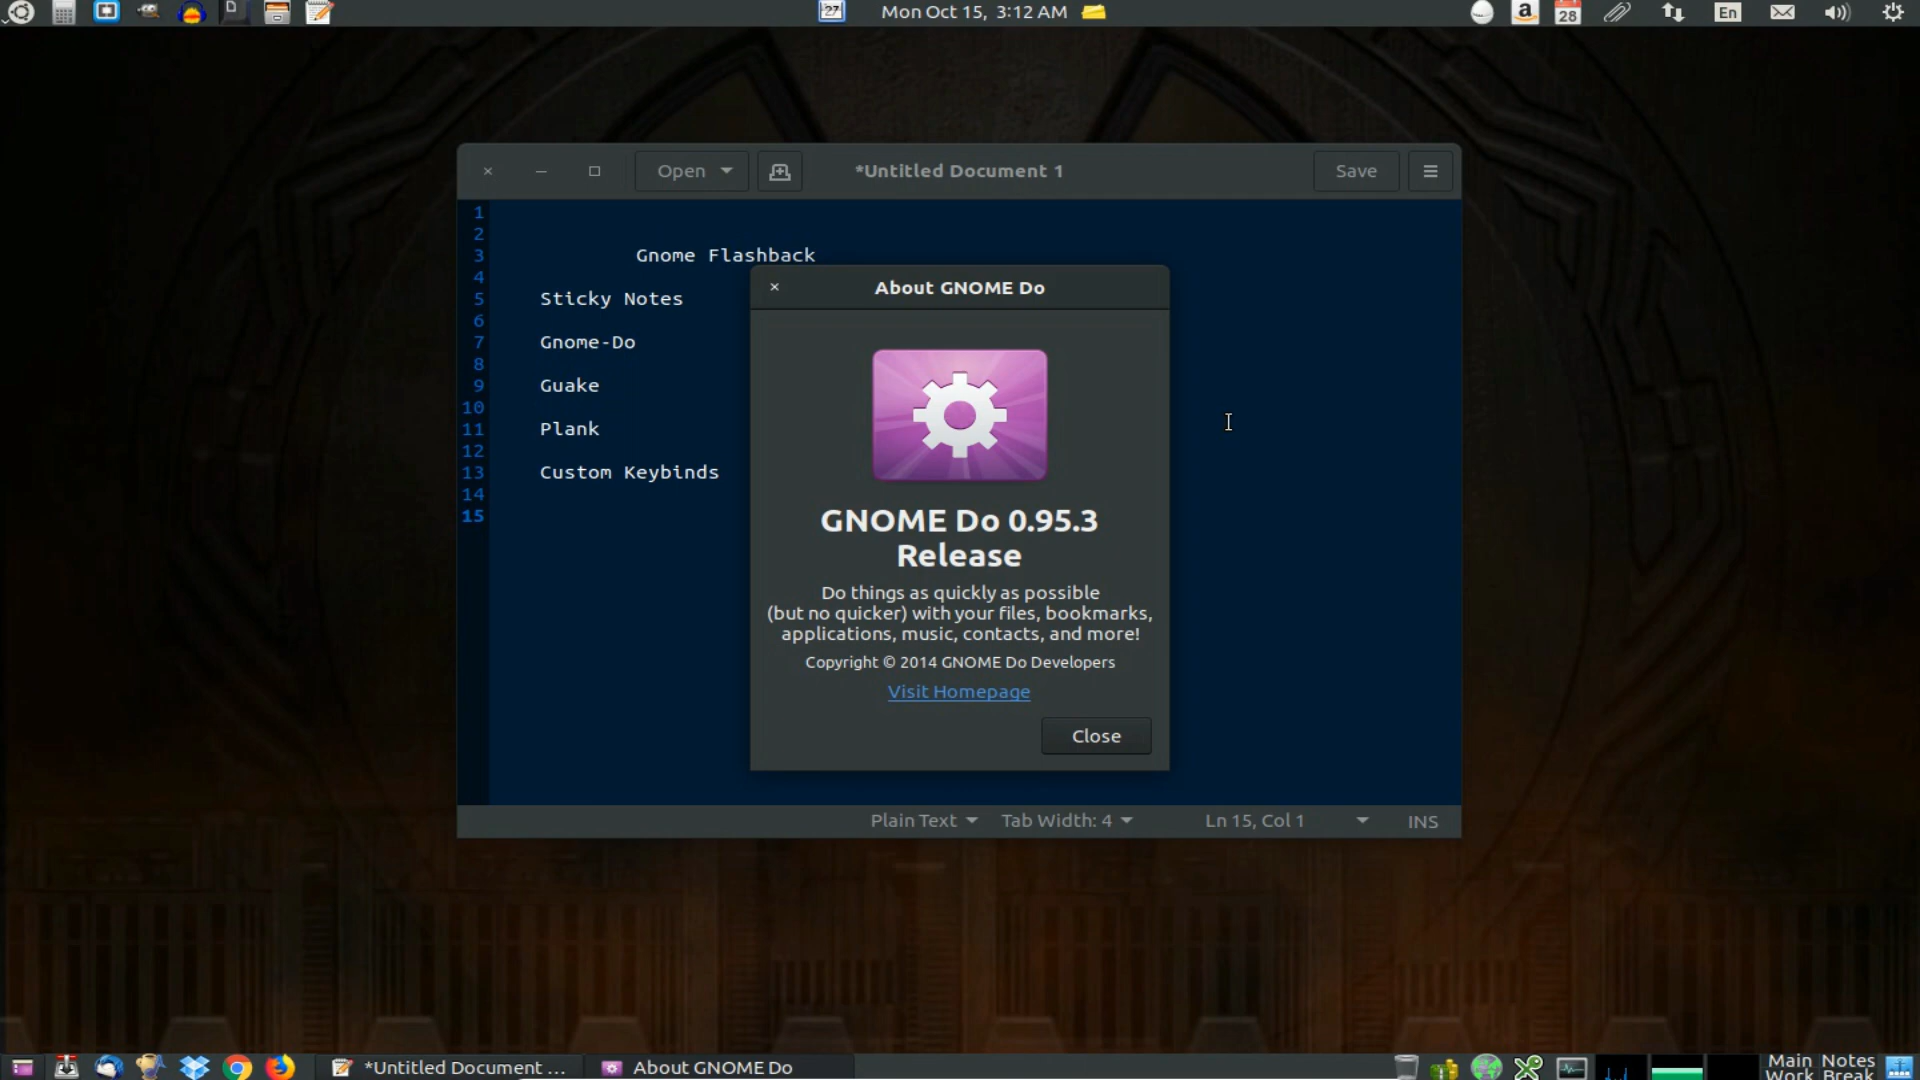 27
Mon Oct 15, 3:12 AM
a
28
En
Open
*Untitled Document 1
Save
1
2
3 Gnome Flashback
4
5 Sticky Notes
6
7 Gnome-Do
8
9 Guake
10
11 Plank
12
13 Custom Keybinds
14
15
About GNOME Do
GNOME Do 0.95.3
Release
Do things as quickly as possible
(but no quicker) with your files, bookmarks,
applications, music, contacts, and more!
Copyright © 2014 GNOME Do Developers
Visit Homepage
Close
Plain Text
Tab Width: 4
Ln 15, Col 1
INS
*Untitled Document ...
About GNOME Do
Main Notes
Work Break